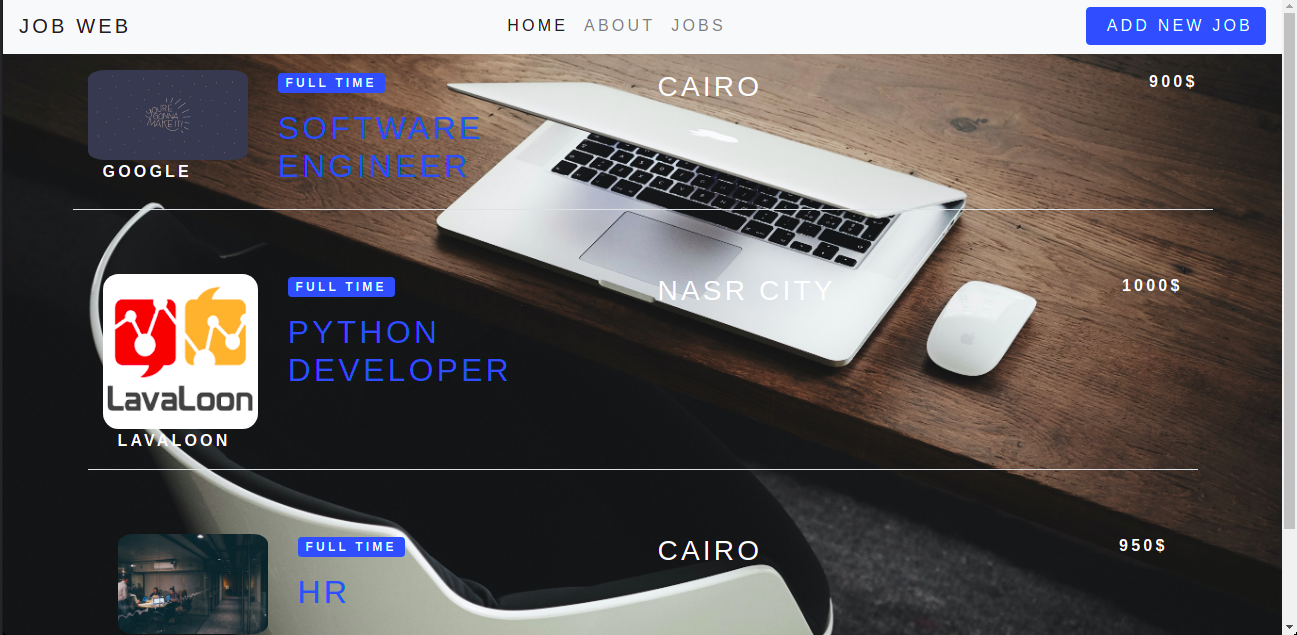 JOB WEB
HOME ABOUT JOBS
ADD NEW JOB
FULL TIME
CAIRO
900$
YOU'RE
GONNA
MAKE IT!
SOFTWARE
ENGINEER
GOOGLE
FULL TIME
NASR CITY
1000$
PYTHON
DEVELOPER
LavaLoon
LAVALOON
FULL TIME
CAIRO
950$
HR